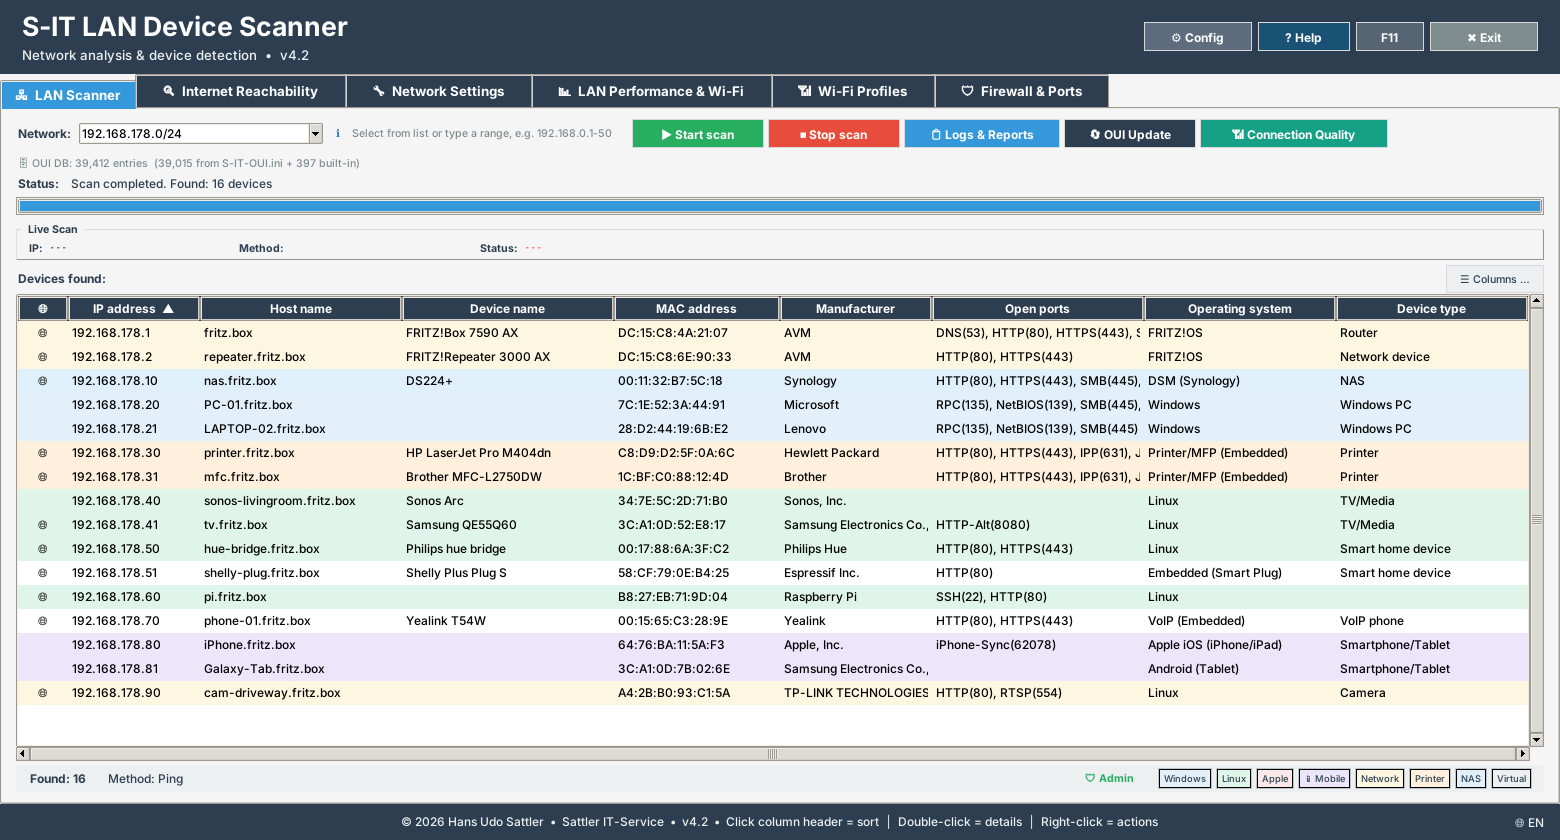 S-IT LAN Device Scanner
Network analysis & device detection • v4.2
⚙ Config ? Help F11 ✖ Exit
LAN Scanner Internet Reachability Network Settings LAN Performance & Wi-Fi Wi-Fi Profiles Firewall & Ports
Network: 192.168.178.0/24 ℹ Select from list or type a range, e.g. 192.168.0.1-50 ▶ Start scan ■ Stop scan Logs & Reports OUI Update Connection Quality
OUI DB: 39,412 entries (39,015 from S-IT-OUI.ini + 397 built-in)
Status: Scan completed. Found: 16 devices
Live Scan
IP: --- Method: Status: ---
Devices found: ☰ Columns ...
IP address ▲ Host name Device name MAC address Manufacturer Open ports Operating system Device type
192.168.178.1 fritz.box FRITZ!Box 7590 AX DC:15:C8:4A:21:07 AVM DNS(53), HTTP(80), HTTPS(443), S FRITZ!OS Router
192.168.178.2 repeater.fritz.box FRITZ!Repeater 3000 AX DC:15:C8:6E:90:33 AVM HTTP(80), HTTPS(443) FRITZ!OS Network device
192.168.178.10 nas.fritz.box DS224+ 00:11:32:B7:5C:18 Synology HTTP(80), HTTPS(443), SMB(445), DSM (Synology) NAS
192.168.178.20 PC-01.fritz.box 7C:1E:52:3A:44:91 Microsoft RPC(135), NetBIOS(139), SMB(445), Windows Windows PC
192.168.178.21 LAPTOP-02.fritz.box 28:D2:44:19:6B:E2 Lenovo RPC(135), NetBIOS(139), SMB(445) Windows Windows PC
192.168.178.30 printer.fritz.box HP LaserJet Pro M404dn C8:D9:D2:5F:0A:6C Hewlett Packard HTTP(80), HTTPS(443), IPP(631), J Printer/MFP (Embedded) Printer
192.168.178.31 mfc.fritz.box Brother MFC-L2750DW 1C:BF:C0:88:12:4D Brother HTTP(80), HTTPS(443), IPP(631), J Printer/MFP (Embedded) Printer
192.168.178.40 sonos-livingroom.fritz.box Sonos Arc 34:7E:5C:2D:71:B0 Sonos, Inc. Linux TV/Media
192.168.178.41 tv.fritz.box Samsung QE55Q60 3C:A1:0D:52:E8:17 Samsung Electronics Co., HTTP-Alt(8080) Linux TV/Media
192.168.178.50 hue-bridge.fritz.box Philips hue bridge 00:17:88:6A:3F:C2 Philips Hue HTTP(80), HTTPS(443) Linux Smart home device
192.168.178.51 shelly-plug.fritz.box Shelly Plus Plug S 58:CF:79:0E:B4:25 Espressif Inc. HTTP(80) Embedded (Smart Plug) Smart home device
192.168.178.60 pi.fritz.box B8:27:EB:71:9D:04 Raspberry Pi SSH(22), HTTP(80) Linux
192.168.178.70 phone-01.fritz.box Yealink T54W 00:15:65:C3:28:9E Yealink HTTP(80), HTTPS(443) VoIP (Embedded) VoIP phone
192.168.178.80 iPhone.fritz.box 64:76:BA:11:5A:F3 Apple, Inc. iPhone-Sync(62078) Apple iOS (iPhone/iPad) Smartphone/Tablet
192.168.178.81 Galaxy-Tab.fritz.box 3C:A1:0D:7B:02:6E Samsung Electronics Co., Android (Tablet) Smartphone/Tablet
192.168.178.90 cam-driveway.fritz.box A4:2B:B0:93:C1:5A TP-LINK TECHNOLOGIES HTTP(80), RTSP(554) Linux Camera
Found: 16 Method: Ping Admin Windows Linux Apple Mobile Network Printer NAS Virtual
© 2026 Hans Udo Sattler • Sattler IT-Service • v4.2 • Click column header = sort | Double-click = details | Right-click = actions EN